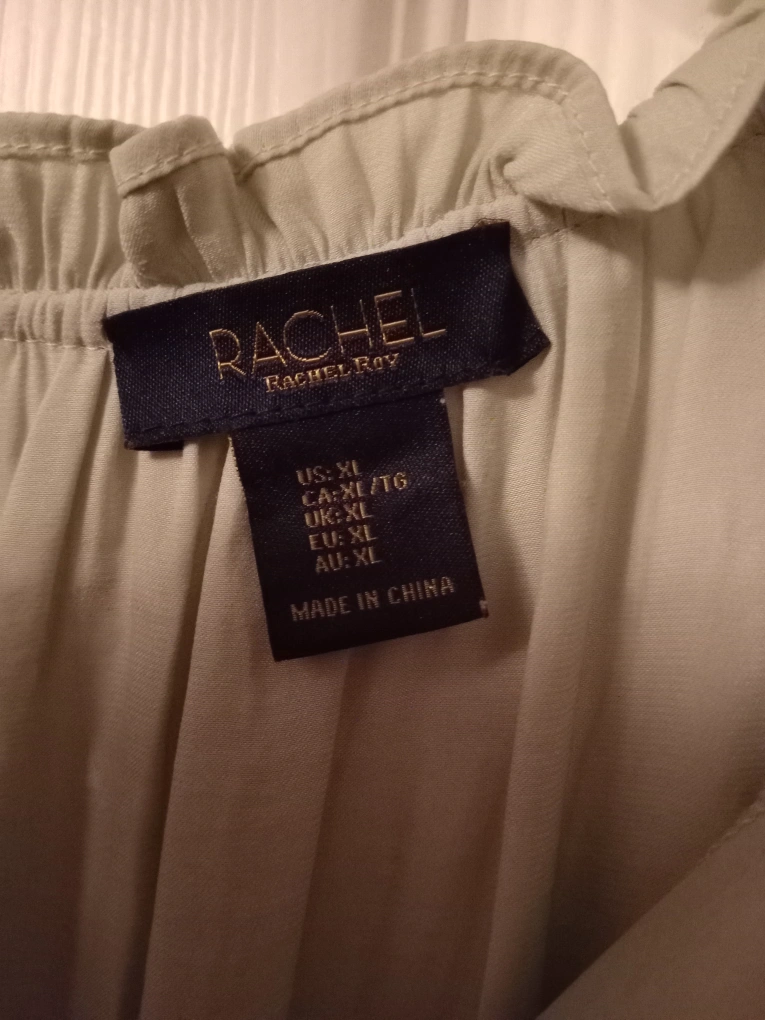 RACHEL
RACHEL ROY
US: XL
CA: XL/TG
UK: XL
EU: XL
AU: XL
MADE IN CHINA